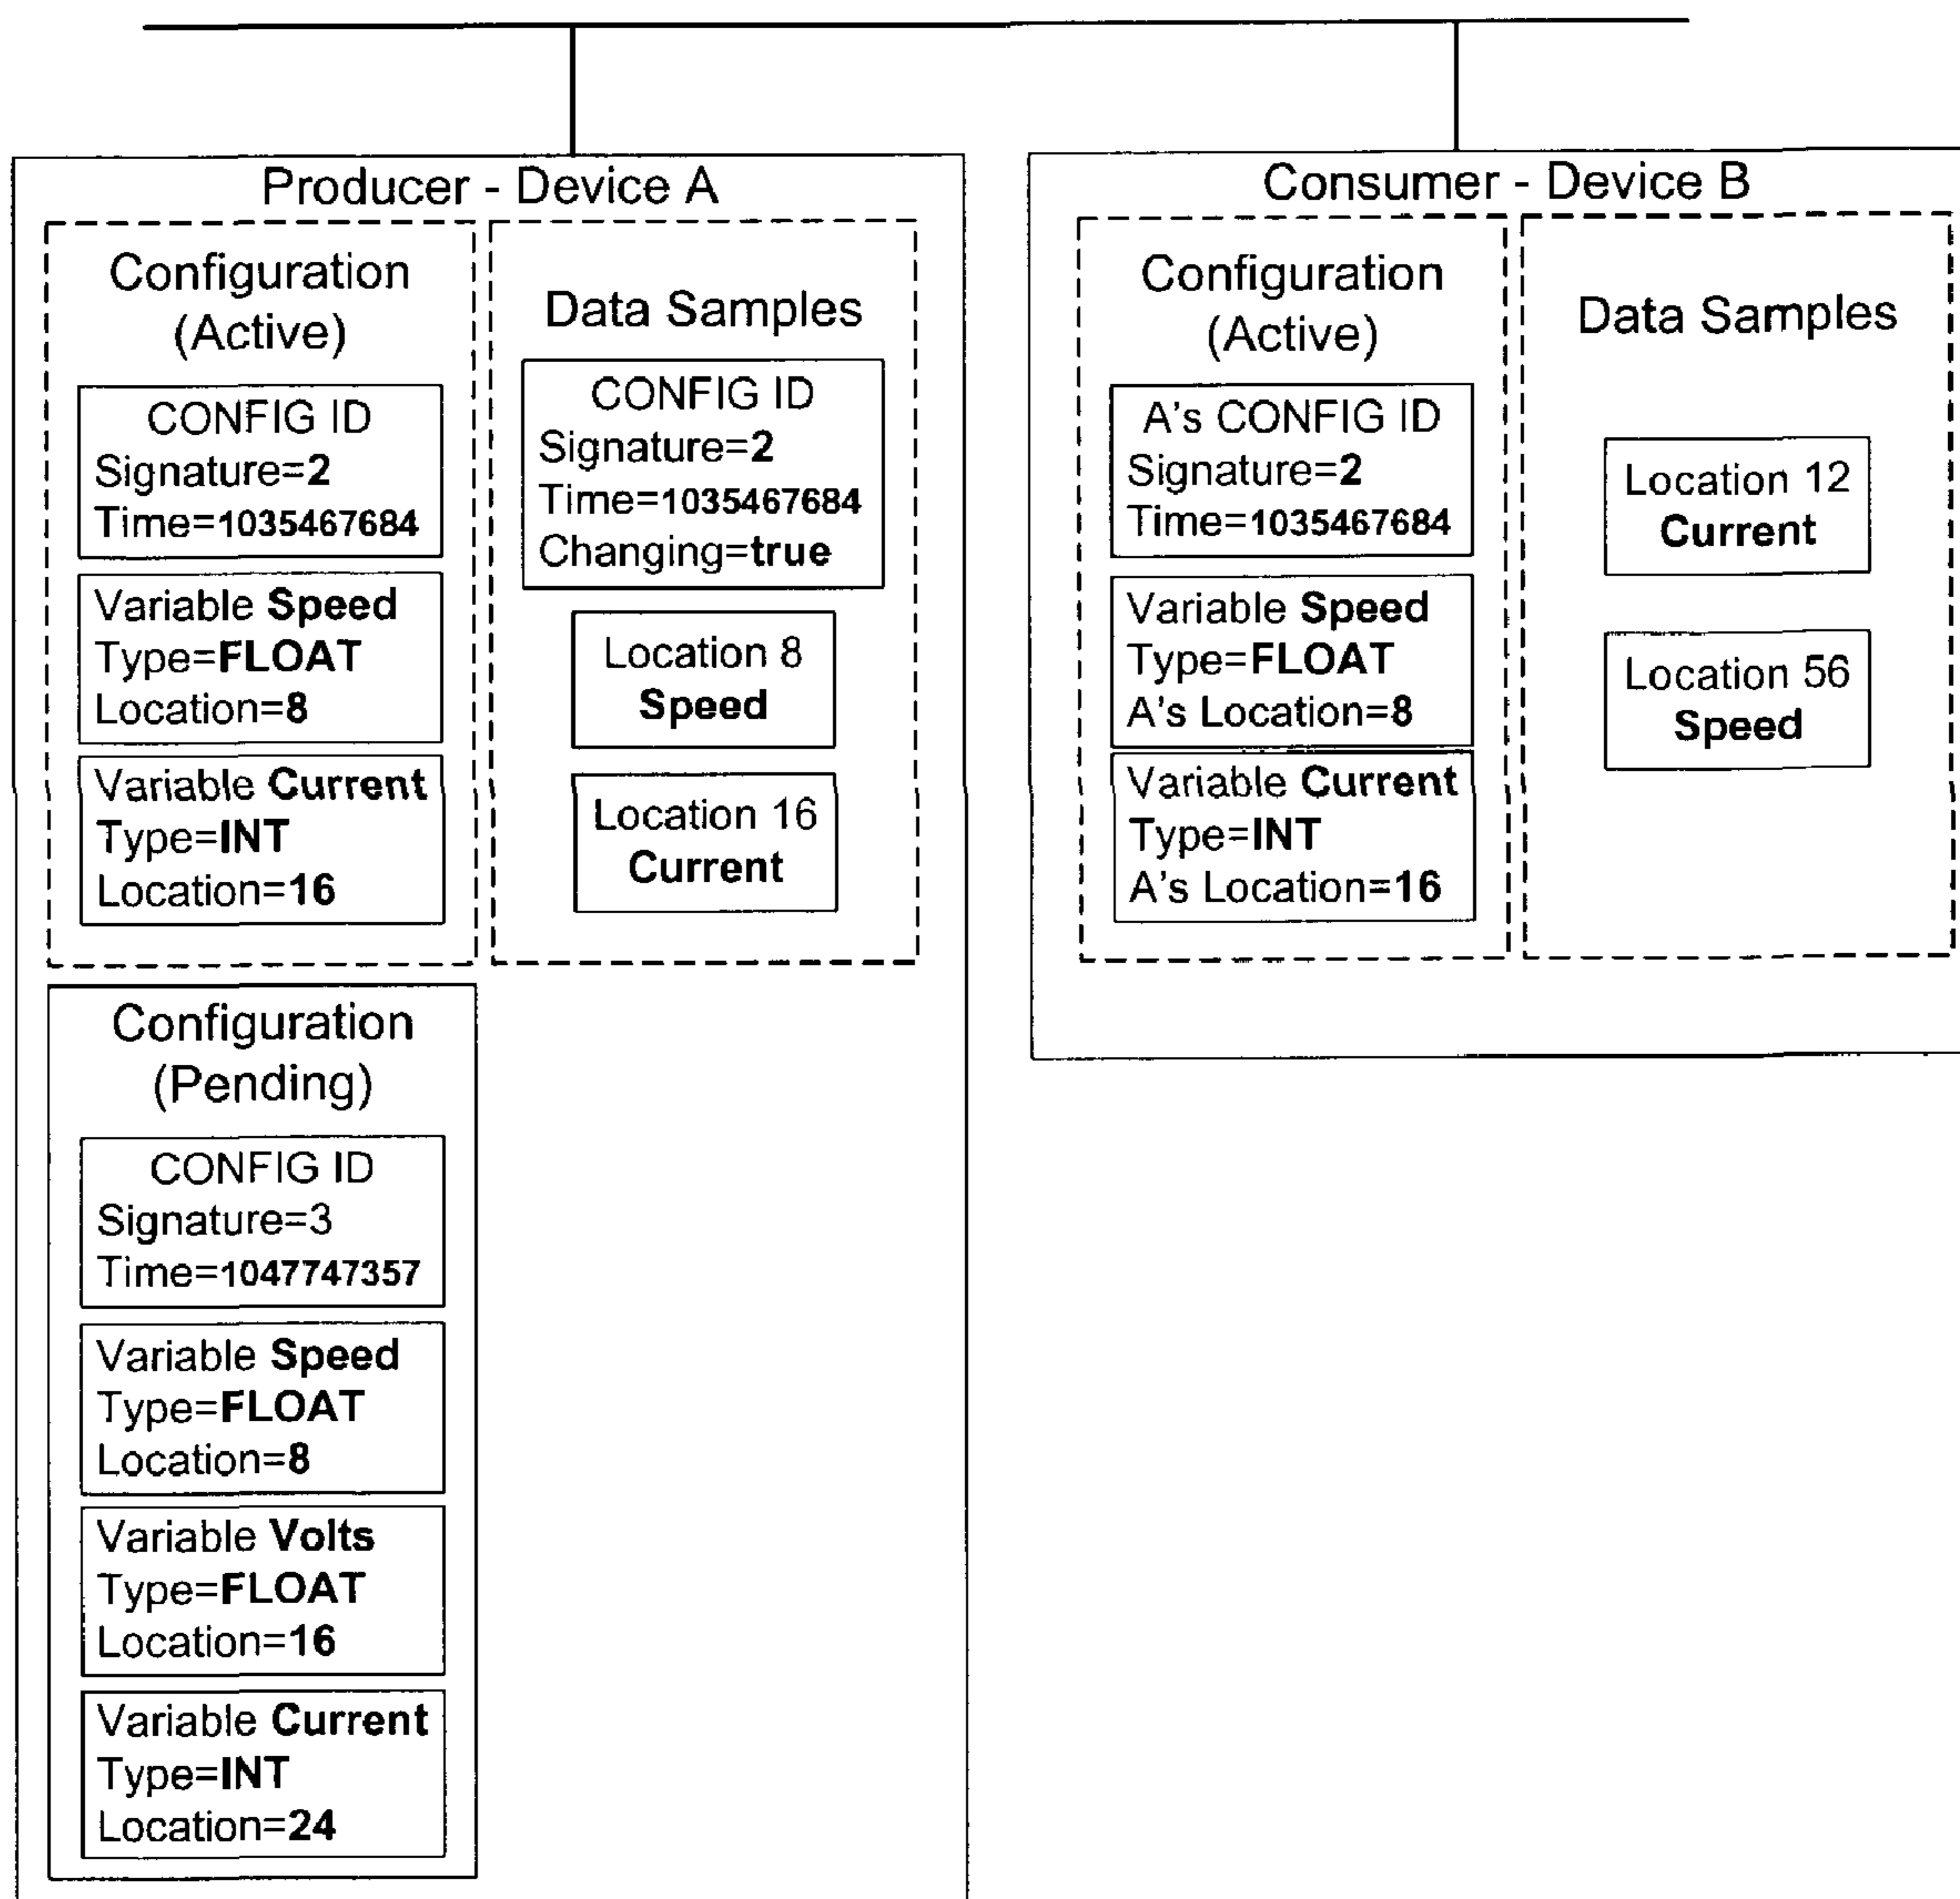 Producer - Device A
Configuration
(Active)
CONFIG ID
Signature=2
Time=1035467684
Variable Speed
Type=FLOAT
Location=8
Variable Current
Type=INT
Location=16
Data Samples
CONFIG ID
Signature=2
Time=1035467684
Changing=true
Location 8
Speed
Location 16
Current
Configuration
(Pending)
CONFIG ID
Signature=3
Time=1047747357
Variable Speed
Type=FLOAT
Location=8
Variable Volts
Type=FLOAT
Location=16
Variable Current
Type=INT
Location=24
Consumer - Device B
Configuration
(Active)
A's CONFIG ID
Signature=2
Time=1035467684
Variable Speed
Type=FLOAT
A's Location=8
Variable Current
Type=INT
A's Location=16
Data Samples
Location 12
Current
Location 56
Speed